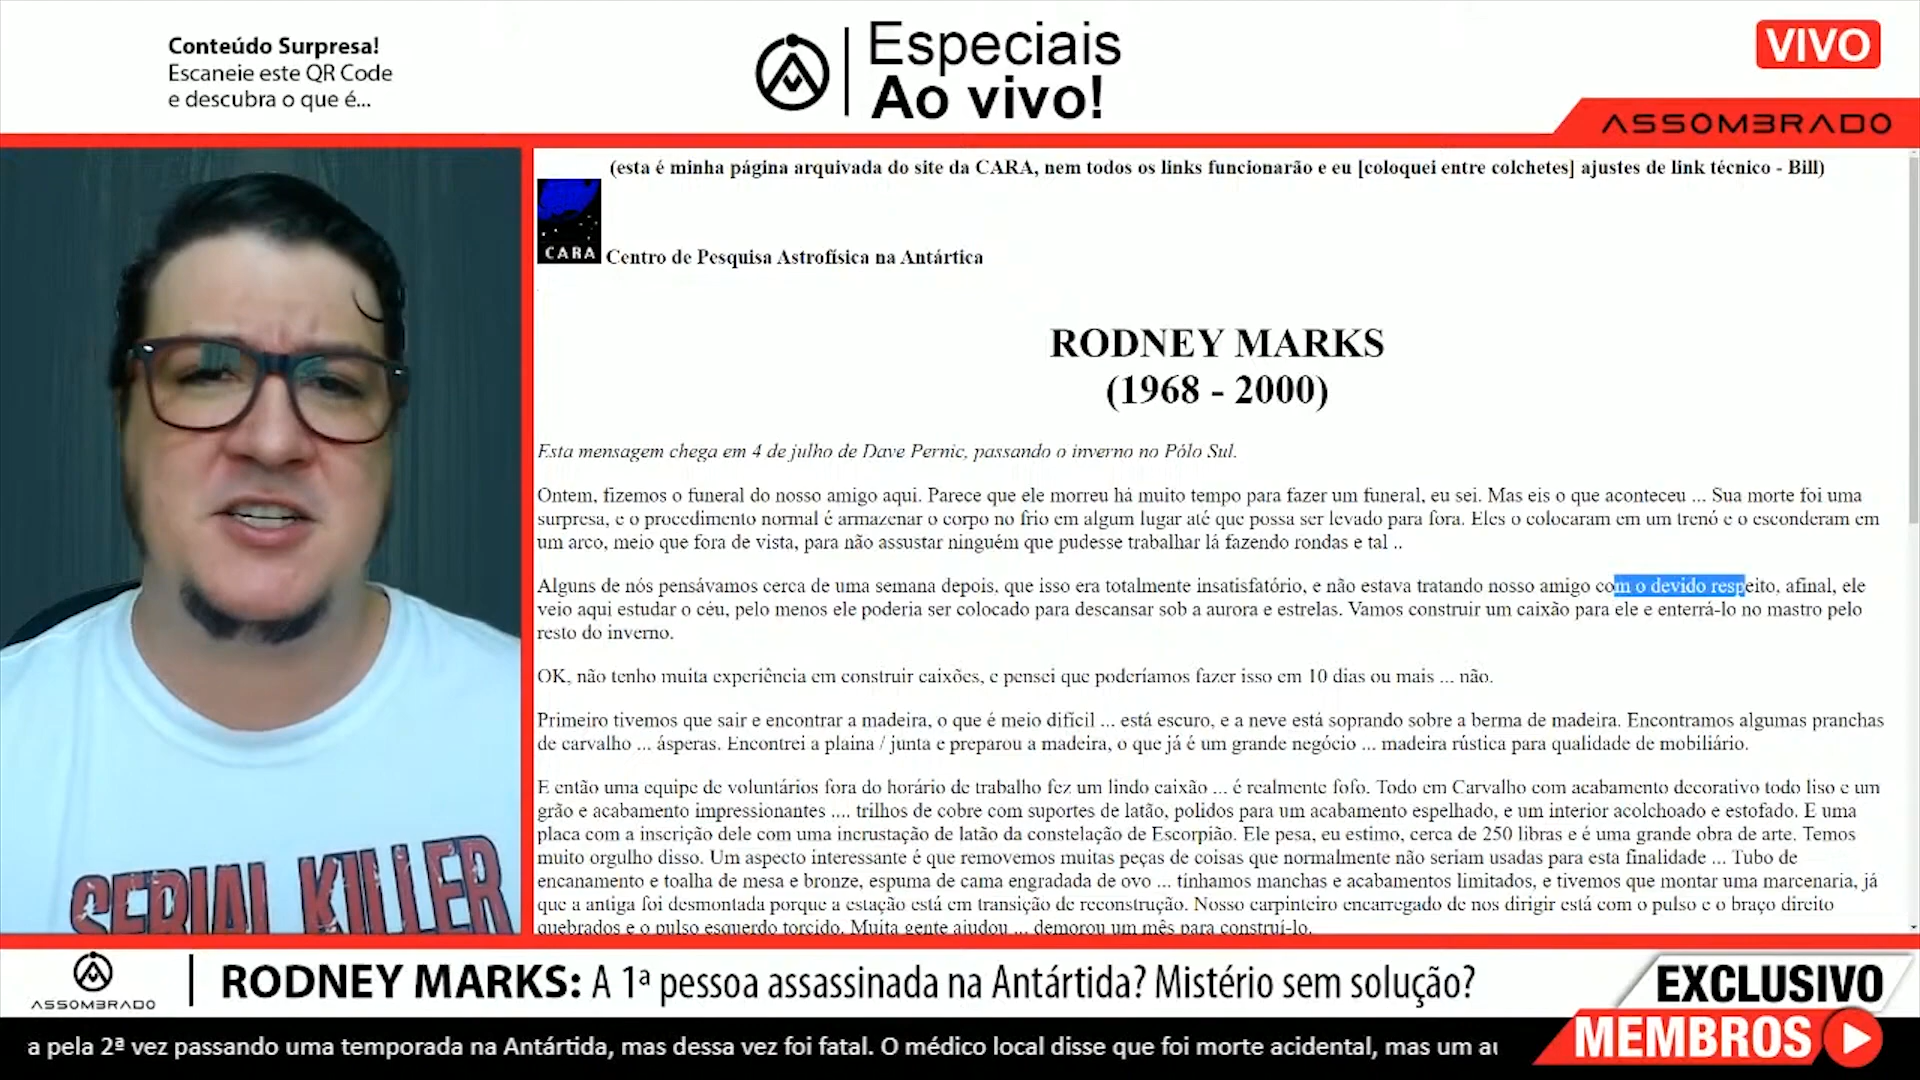 Conteúdo Surpresa!
Escaneie este QR Code
e descubra o que é...
Especiais
Ao vivo!
VIVO
ASSOMBRADO
(esta é minha página arquivada do site da CARA, nem todos os links funcionarão e eu [coloquei entre colchetes] ajustes de link técnico - Bill)
CARA
Centro de Pesquisa Astrofísica na Antártica
RODNEY MARKS
(1968 - 2000)
Esta mensagem chega em 4 de julho de Dave Pernic, passando o inverno no Pólo Sul.
Ontem, fizemos o funeral do nosso amigo aqui. Parece que ele morreu há muito tempo para fazer um funeral, eu sei. Mas eis o que aconteceu ... Sua morte foi uma
surpresa, e o procedimento normal é armazenar o corpo no frio em algum lugar até que possa ser levado para fora. Eles o colocaram em um trenó e o esconderam em
um arco, meio que fora de vista, para não assustar ninguém que pudesse trabalhar lá fazendo rondas e tal ..
Alguns de nós pensávamos cerca de uma semana depois, que isso era totalmente insatisfatório, e não estava tratando nosso amigo com o devido respeito, afinal, ele
veio aqui estudar o céu, pelo menos ele poderia ser colocado para descansar sob a aurora e estrelas. Vamos construir um caixão para ele e enterrá-lo no mastro pelo
resto do inverno.
OK, não tenho muita experiência em construir caixões, e pensei que poderíamos fazer isso em 10 dias ou mais ... não.
Primeiro tivemos que sair e encontrar a madeira, o que é meio difícil ... está escuro, e a neve está soprando sobre a berma de madeira. Encontramos algumas pranchas
de carvalho ... ásperas. Encontrei a plaina / junta e preparou a madeira, o que já é um grande negócio ... madeira rústica para qualidade de mobiliário.
E então uma equipe de voluntários fora do horário de trabalho fez um lindo caixão ... é realmente fofo. Todo em Carvalho com acabamento decorativo todo liso e um
grão e acabamento impressionantes .... trilhos de cobre com suportes de latão, polidos para um acabamento espelhado, e um interior acolchoado e estofado. E uma
placa com a inscrição dele com uma incrustação de latão da constelação de Escorpião. Ele pesa, eu estimo, cerca de 250 libras e é uma grande obra de arte. Temos
muito orgulho disso. Um aspecto interessante é que removemos muitas peças de coisas que normalmente não seriam usadas para esta finalidade ... Tubo de
encanamento e toalha de mesa e bronze, espuma de cama engradada de ovo ... tínhamos manchas e acabamentos limitados, e tivemos que montar uma marcenaria, já
que a antiga foi desmontada porque a estação está em transição de reconstrução. Nosso carpinteiro encarregado de nos dirigir está com o pulso e o braço direito
quebrados e o pulso esquerdo torcido. Muita gente ajudou ... demorou um mês para construí-lo.
SERIAL KILLER
ASSOMBRADO
RODNEY MARKS: A 1ª pessoa assassinada na Antártida? Mistério sem solução?
EXCLUSIVO
MEMBROS
a pela 2ª vez passando uma temporada na Antártida, mas dessa vez foi fatal. O médico local disse que foi morte acidental, mas um au